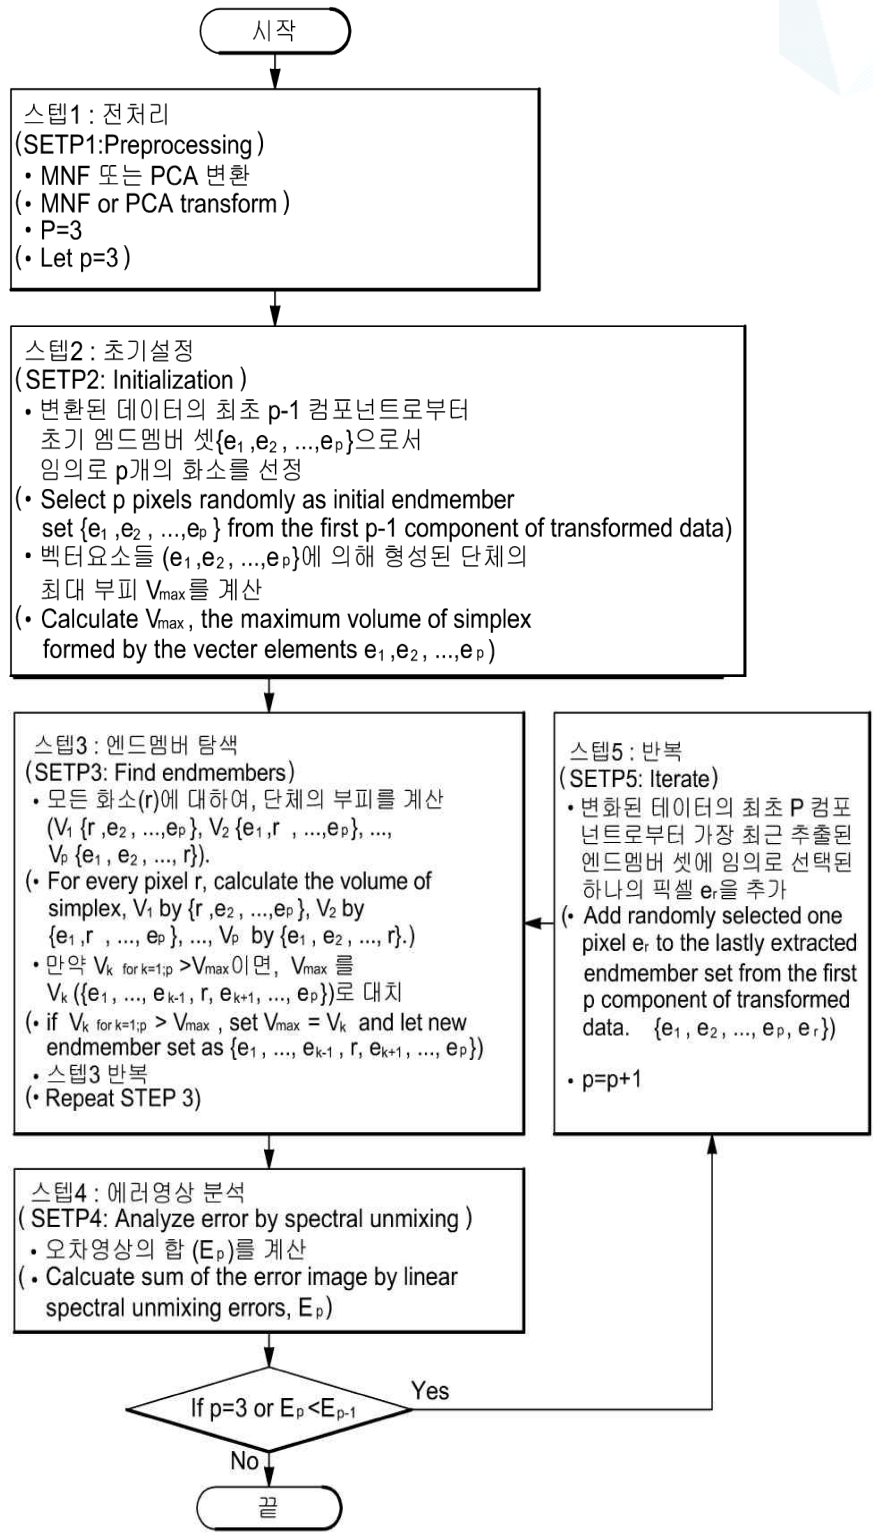 시작
스텝1 : 전처리
(SETP1:Preprocessing)
• MNF 또는 PCA 변환
(• MNF or PCA transform)
• P=3
(• Let p=3)
스텝2 : 초기설정
(SETP2: Initialization )
• 변환된 데이터의 최초 p-1 컴포넌트로부터
초기 엠드멤버 셋{e1 ,e2 , ...,ep}으로서
임의로 p개의 화소를 선정
(• Select p pixels randomly as initial endmember
set {e1 ,e2 , ...,ep } from the first p-1 component of transformed data)
• 벡터요소들 (e1 ,e2, ...,ep}에 의해 형성된 단체의
최대 부피 Vmax를 계산
(• Calculate Vmax , the maximum volume of simplex
formed by the vecter elements e1 ,e2 , ...,ep )
스텝3 : 엔드멤버 탐색
(SETP3: Find endmembers)
• 모든 화소(r)에 대하여, 단체의 부피를 계산
(V1 {r ,e2, ...,ep}, V2 {e1 ,r , ...,ep}, ...,
Vp {e1 , e2, ..., r}).
(• For every pixel r, calculate the volume of
simplex, V1 by {r ,e2, ...,ep}, V2 by
{e1 ,r , ..., ep }, ..., Vp by {e1 , e2 , ..., r}.)
• 만약 Vk for k=1;p >Vmax이면, Vmax 를
Vk ({e1, ..., ek-1, r, ek+1, ..., ep})로 대치
(• if Vk for k=1;p > Vmax , set Vmax = Vk and let new
endmember set as {e1 , ..., ek-1 , r, ek+1, ..., ep})
• 스텝3 반복
(• Repeat STEP 3)
스텝5 : 반복
(SETP5: Iterate)
• 변화된 데이터의 최초 P 컴포
넌트로부터 가장 최근 추출된
엔드멤버 셋에 임의로 선택된
하나의 픽셀 er을 추가
(• Add randomly selected one
pixel er to the lastly extracted
endmember set from the first
p component of transformed
data. {e1 , e2 , ..., ep, er})
• p=p+1
스텝4 : 에러영상 분석
( SETP4: Analyze error by spectral unmixing )
• 오차영상의 합 (Ep)를 계산
( • Calcuate sum of the error image by linear
spectral unmixing errors, Ep)
If p=3 or Ep <Ep-1
Yes
No
끝